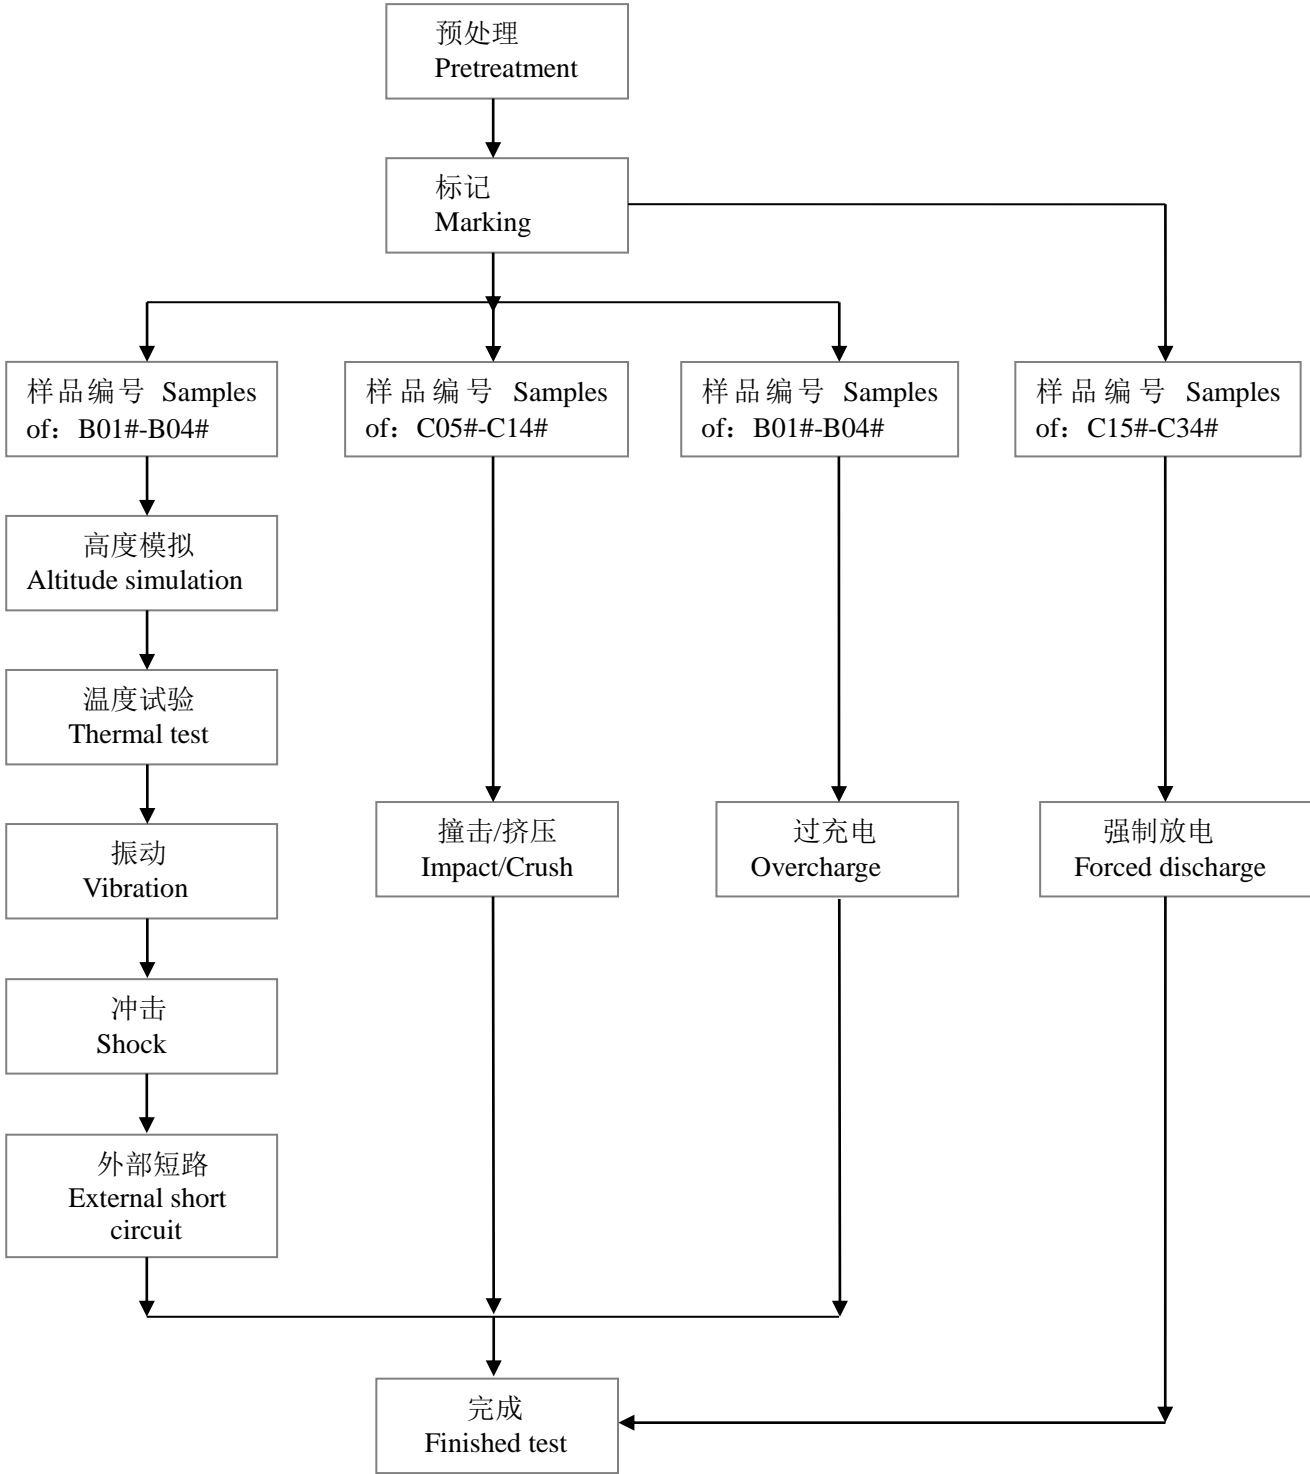 预处理
Pretreatment
标记
Marking
样品编号 Samples
of：B01#-B04#
样品编号 Samples
of：C05#-C14#
样品编号 Samples
of：B01#-B04#
样品编号 Samples
of：C15#-C34#
高度模拟
Altitude simulation
温度试验
Thermal test
振动
Vibration
撞击/挤压
Impact/Crush
过充电
Overcharge
强制放电
Forced discharge
冲击
Shock
外部短路
External short
circuit
完成
Finished test